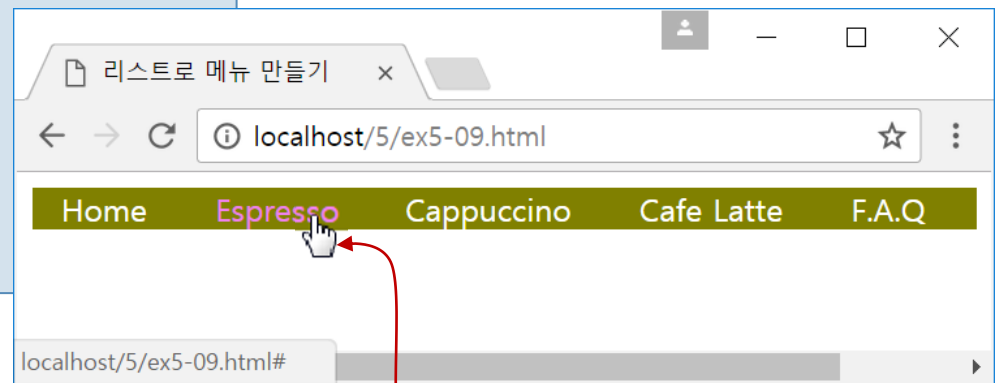 리스트로 메뉴 만들기
localhost/5/ex5-09.html
Home Espresso Cappuccino Cafe Latte F.A.Q
localhost/5/ex5-09.html#